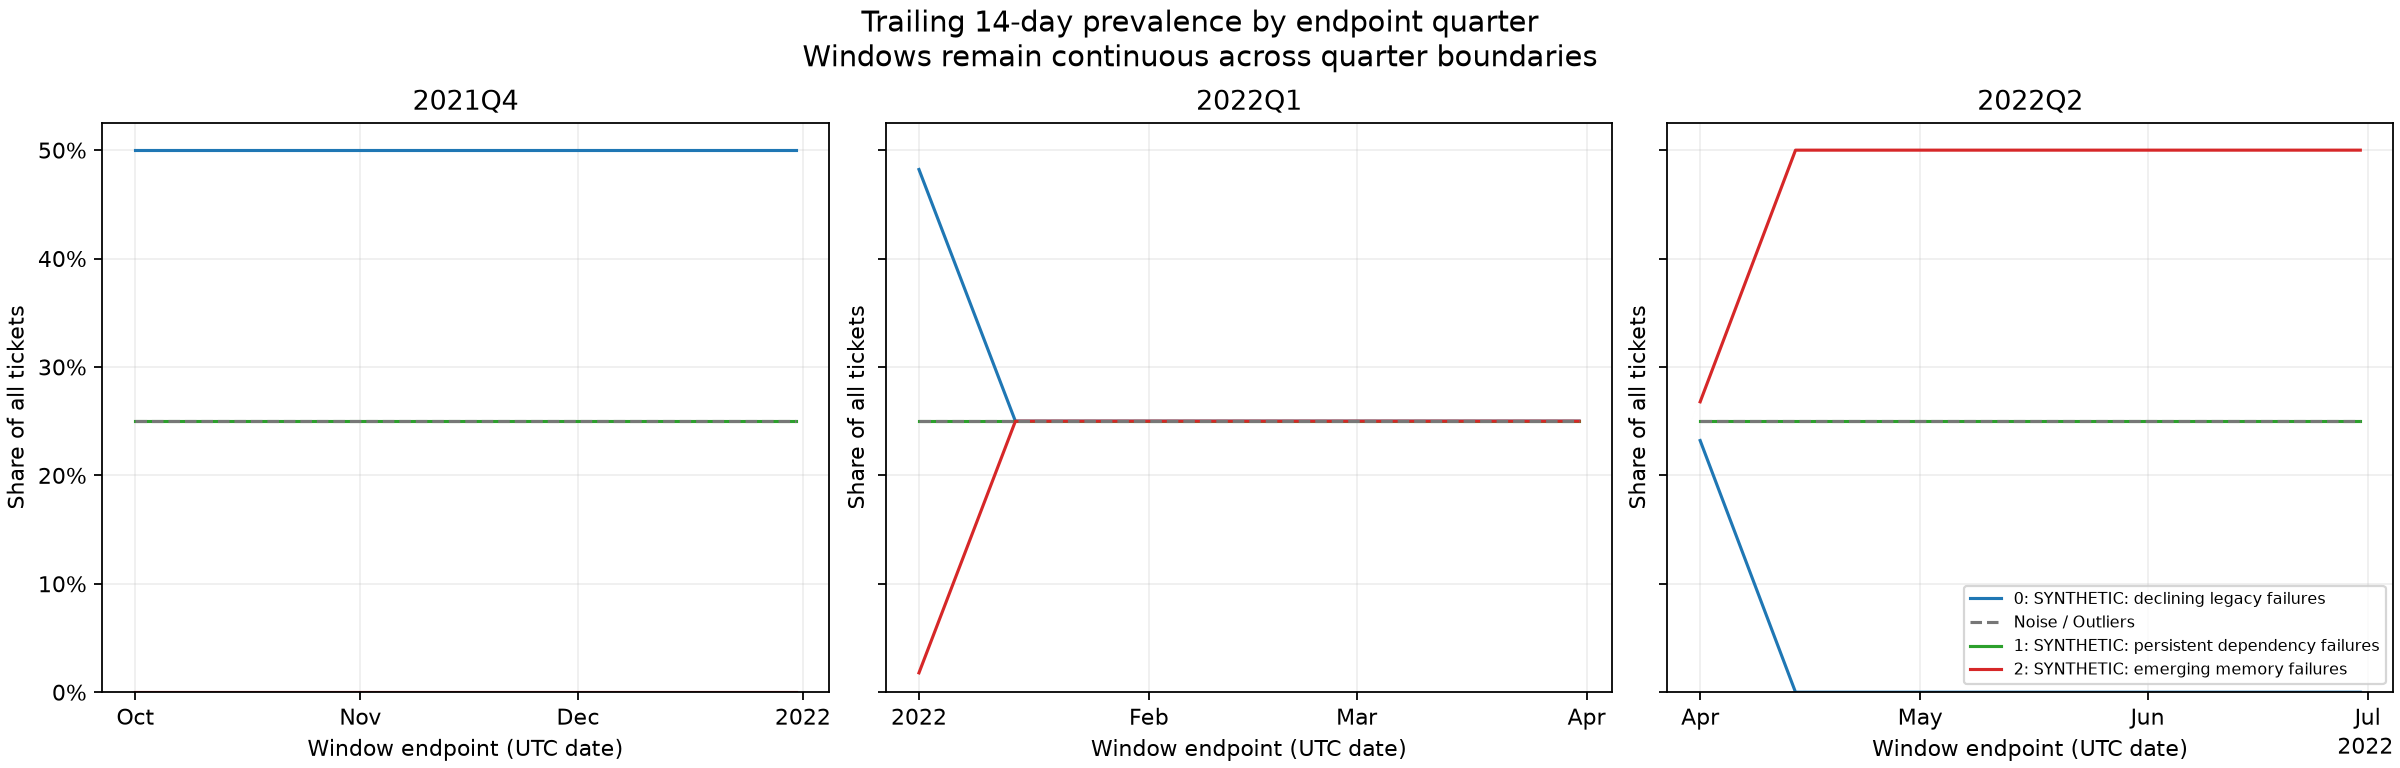 Trailing 14-day prevalence by endpoint quarter
Windows remain continuous across quarter boundaries
2021Q4
50%
40%
30%
20%
10%
0%
Share of all tickets
Oct
Nov
Dec
2022
Window endpoint (UTC date)
2022Q1
Share of all tickets
2022
Feb
Mar
Apr
Window endpoint (UTC date)
2022Q2
Share of all tickets
0: SYNTHETIC: declining legacy failures
Noise / Outliers
1: SYNTHETIC: persistent dependency failures
2: SYNTHETIC: emerging memory failures
Apr
May
Jun
Jul
2022
Window endpoint (UTC date)